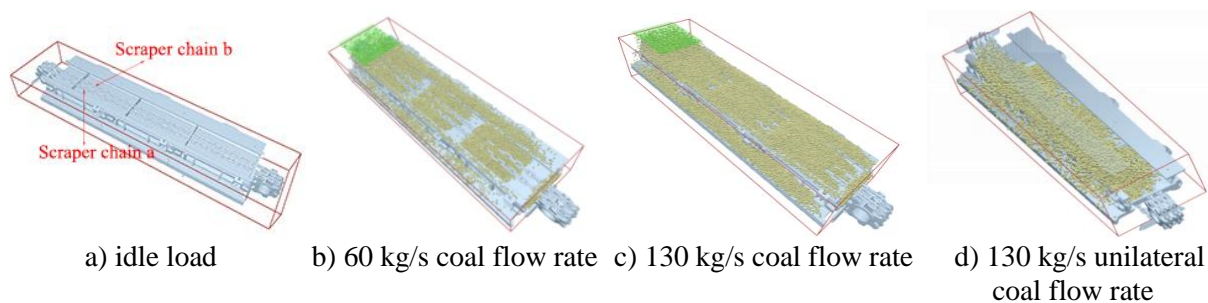 Scraper chain b
Scraper chain a
a) idle load
b) 60 kg/s coal flow rate
c) 130 kg/s coal flow rate
d) 130 kg/s unilateral
coal flow rate